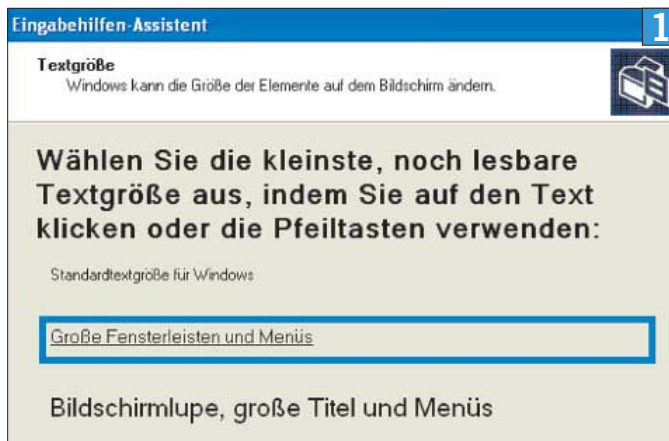 Eingabehilfen-Assistent
1
Textgröße
Windows kann die Größe der Elemente auf dem Bildschirm ändern.
Wählen Sie die kleinste, noch lesbare
Textgröße aus, indem Sie auf den Text
klicken oder die Pfeiltasten verwenden:
Standardtextgröße für Windows
Große Fensterleisten und Menüs
Bildschirmlupe, große Titel und Menüs